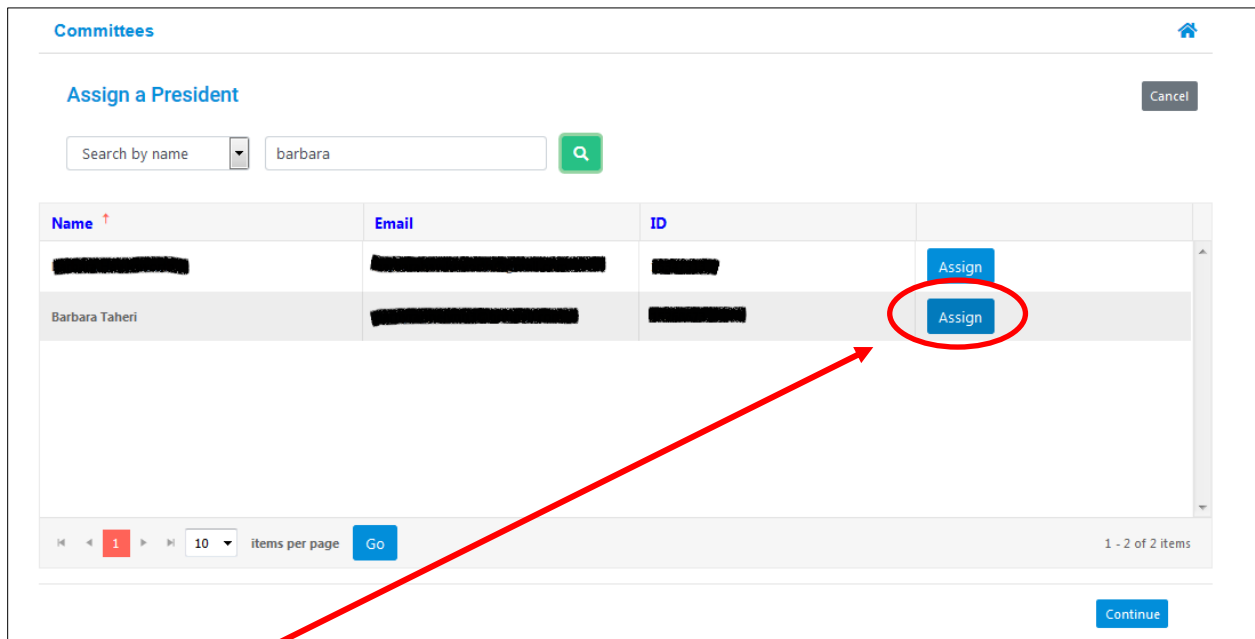 Committees
Assign a President
Cancel
Search by name
barbara
Name ↑
Email
ID
Assign
Barbara Taheri
Assign
1
10
items per page
Go
1 - 2 of 2 items
Continue